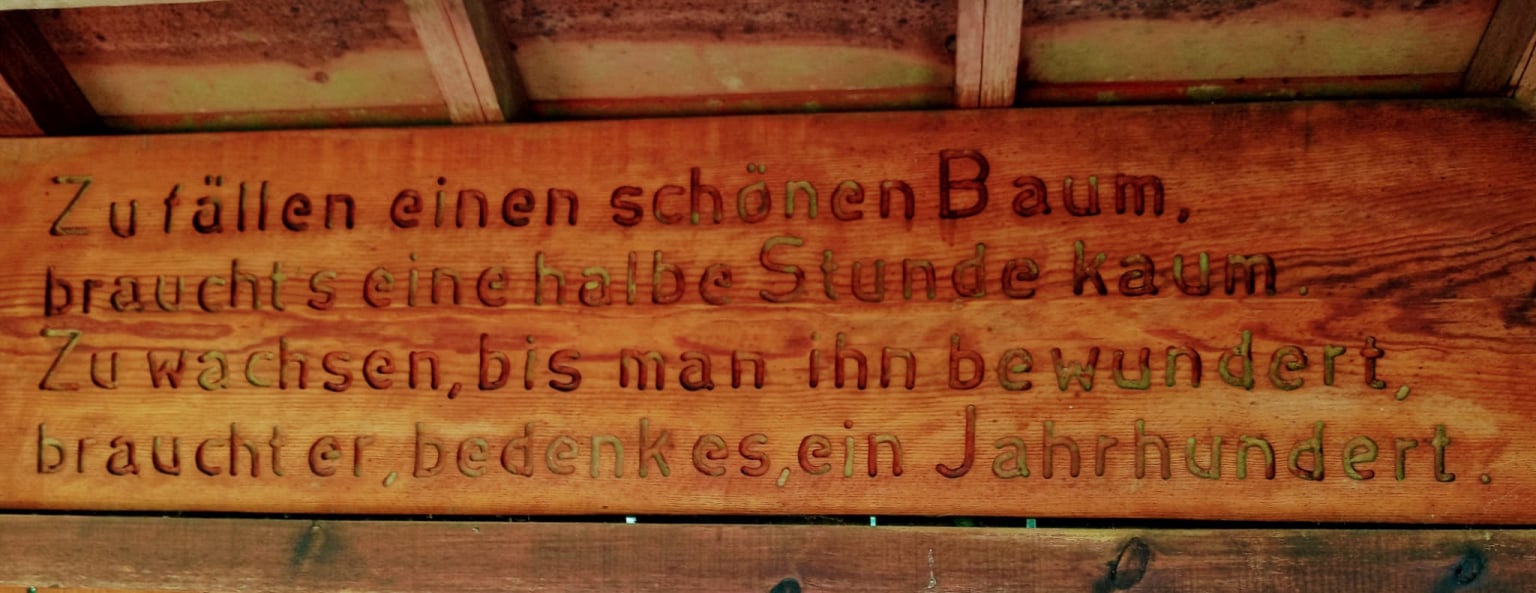 Zu fällen einen schönen Baum,
braucht's eine halbe Stunde kaum.
Zu wachsen, bis man ihn bewundert,
braucht er, bedenk es, ein Jahrhundert.